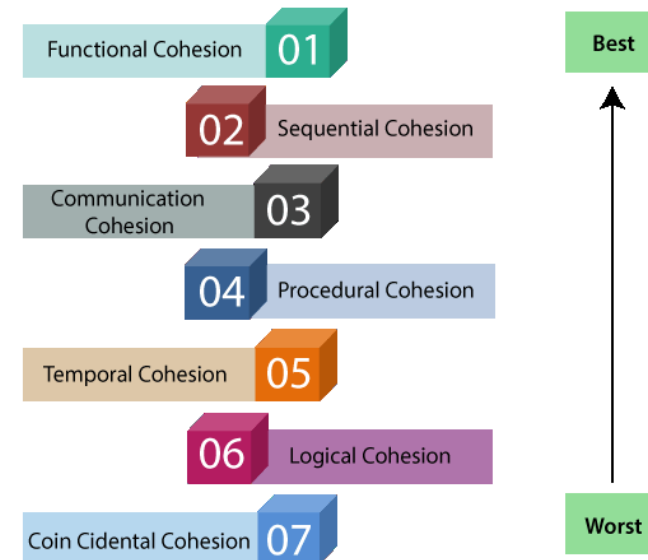 Functional Cohesion 01
Best
02 Sequential Cohesion
Communication
Cohesion
03
04 Procedural Cohesion
Temporal Cohesion 05
06 Logical Cohesion
Coin Cidental Cohesion 07
Worst